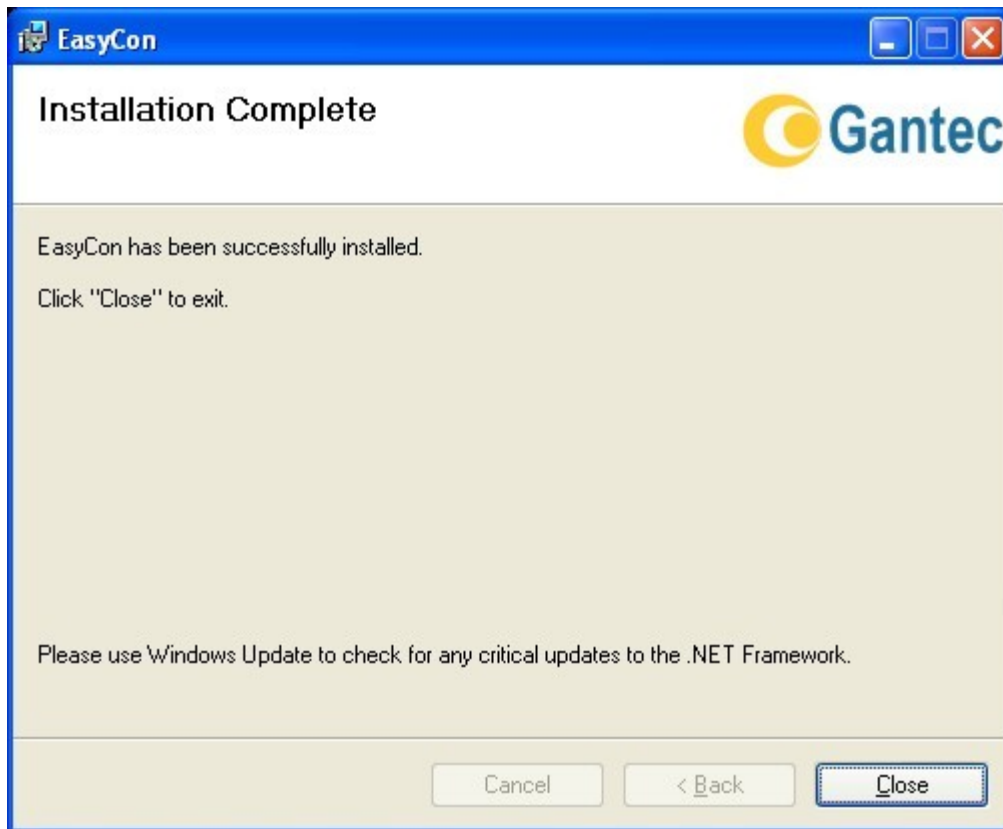 EasyCon
Installation Complete
Gantec
EasyCon has been successfully installed.
Click "Close" to exit.
Please use Windows Update to check for any critical updates to the .NET Framework.
Cancel
< Back
Close